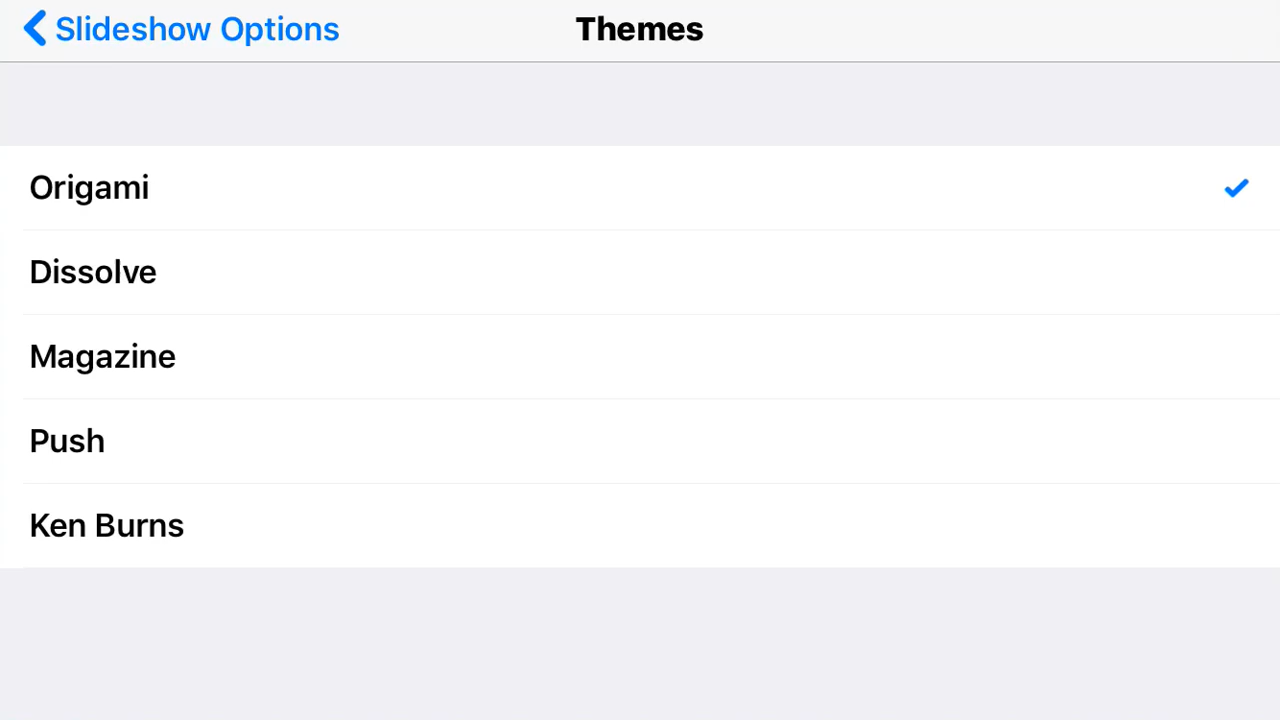 Slideshow Options
Themes
Origami
Dissolve
Magazine
Push
Ken Burns